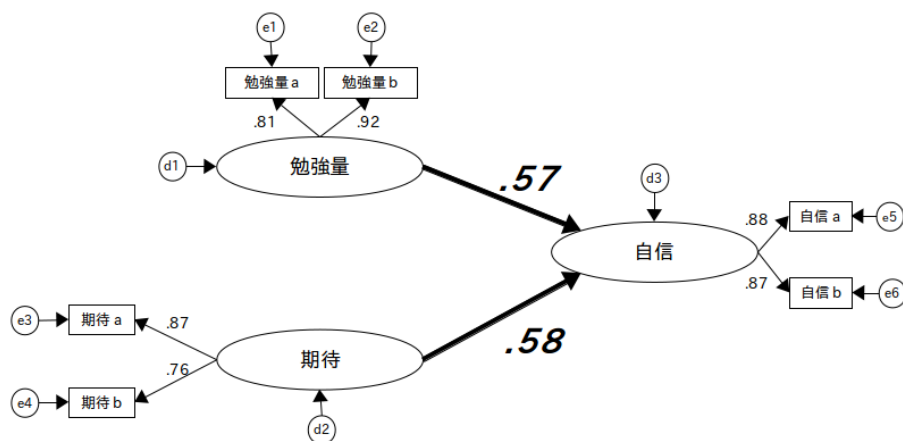 e1
e2
勉強量 a
勉強量 b
.81
.92
d1
勉強量
.57
d3
自信
.88
自信 a
e5
.87
自信 b
e6
e3
期待 a
.87
期待
.58
.76
e4
期待 b
d2